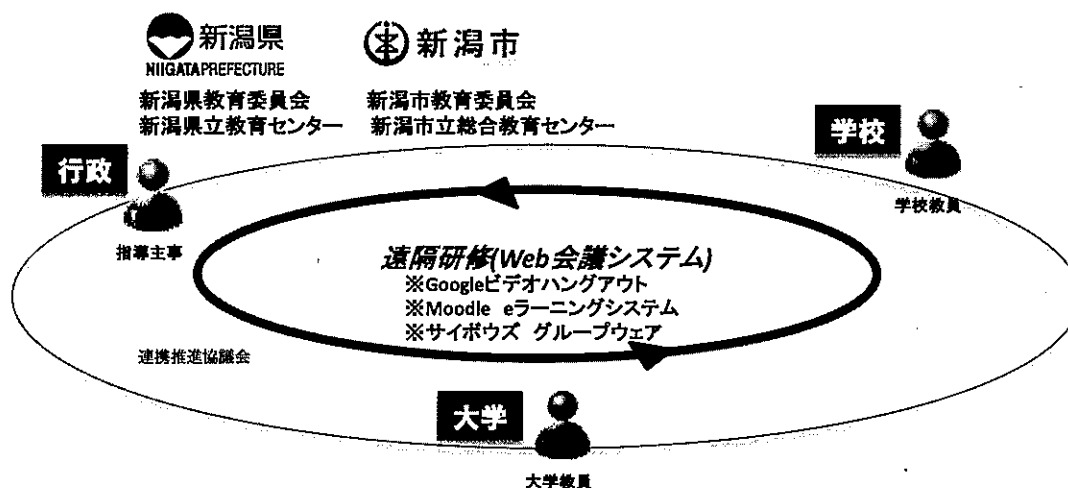 新潟県
NIIGATA PREFECTURE
新潟市
新潟県教育委員会
新潟県立教育センター
新潟市教育委員会
新潟市立総合教育センター
学校
行政
学校教員
指導主事
遠隔研修(Web会議システム)
※Googleビデオハングアウト
※Moodle eラーニングシステム
※サイボウズ グループウェア
連携推進協議会
大学
大学教員